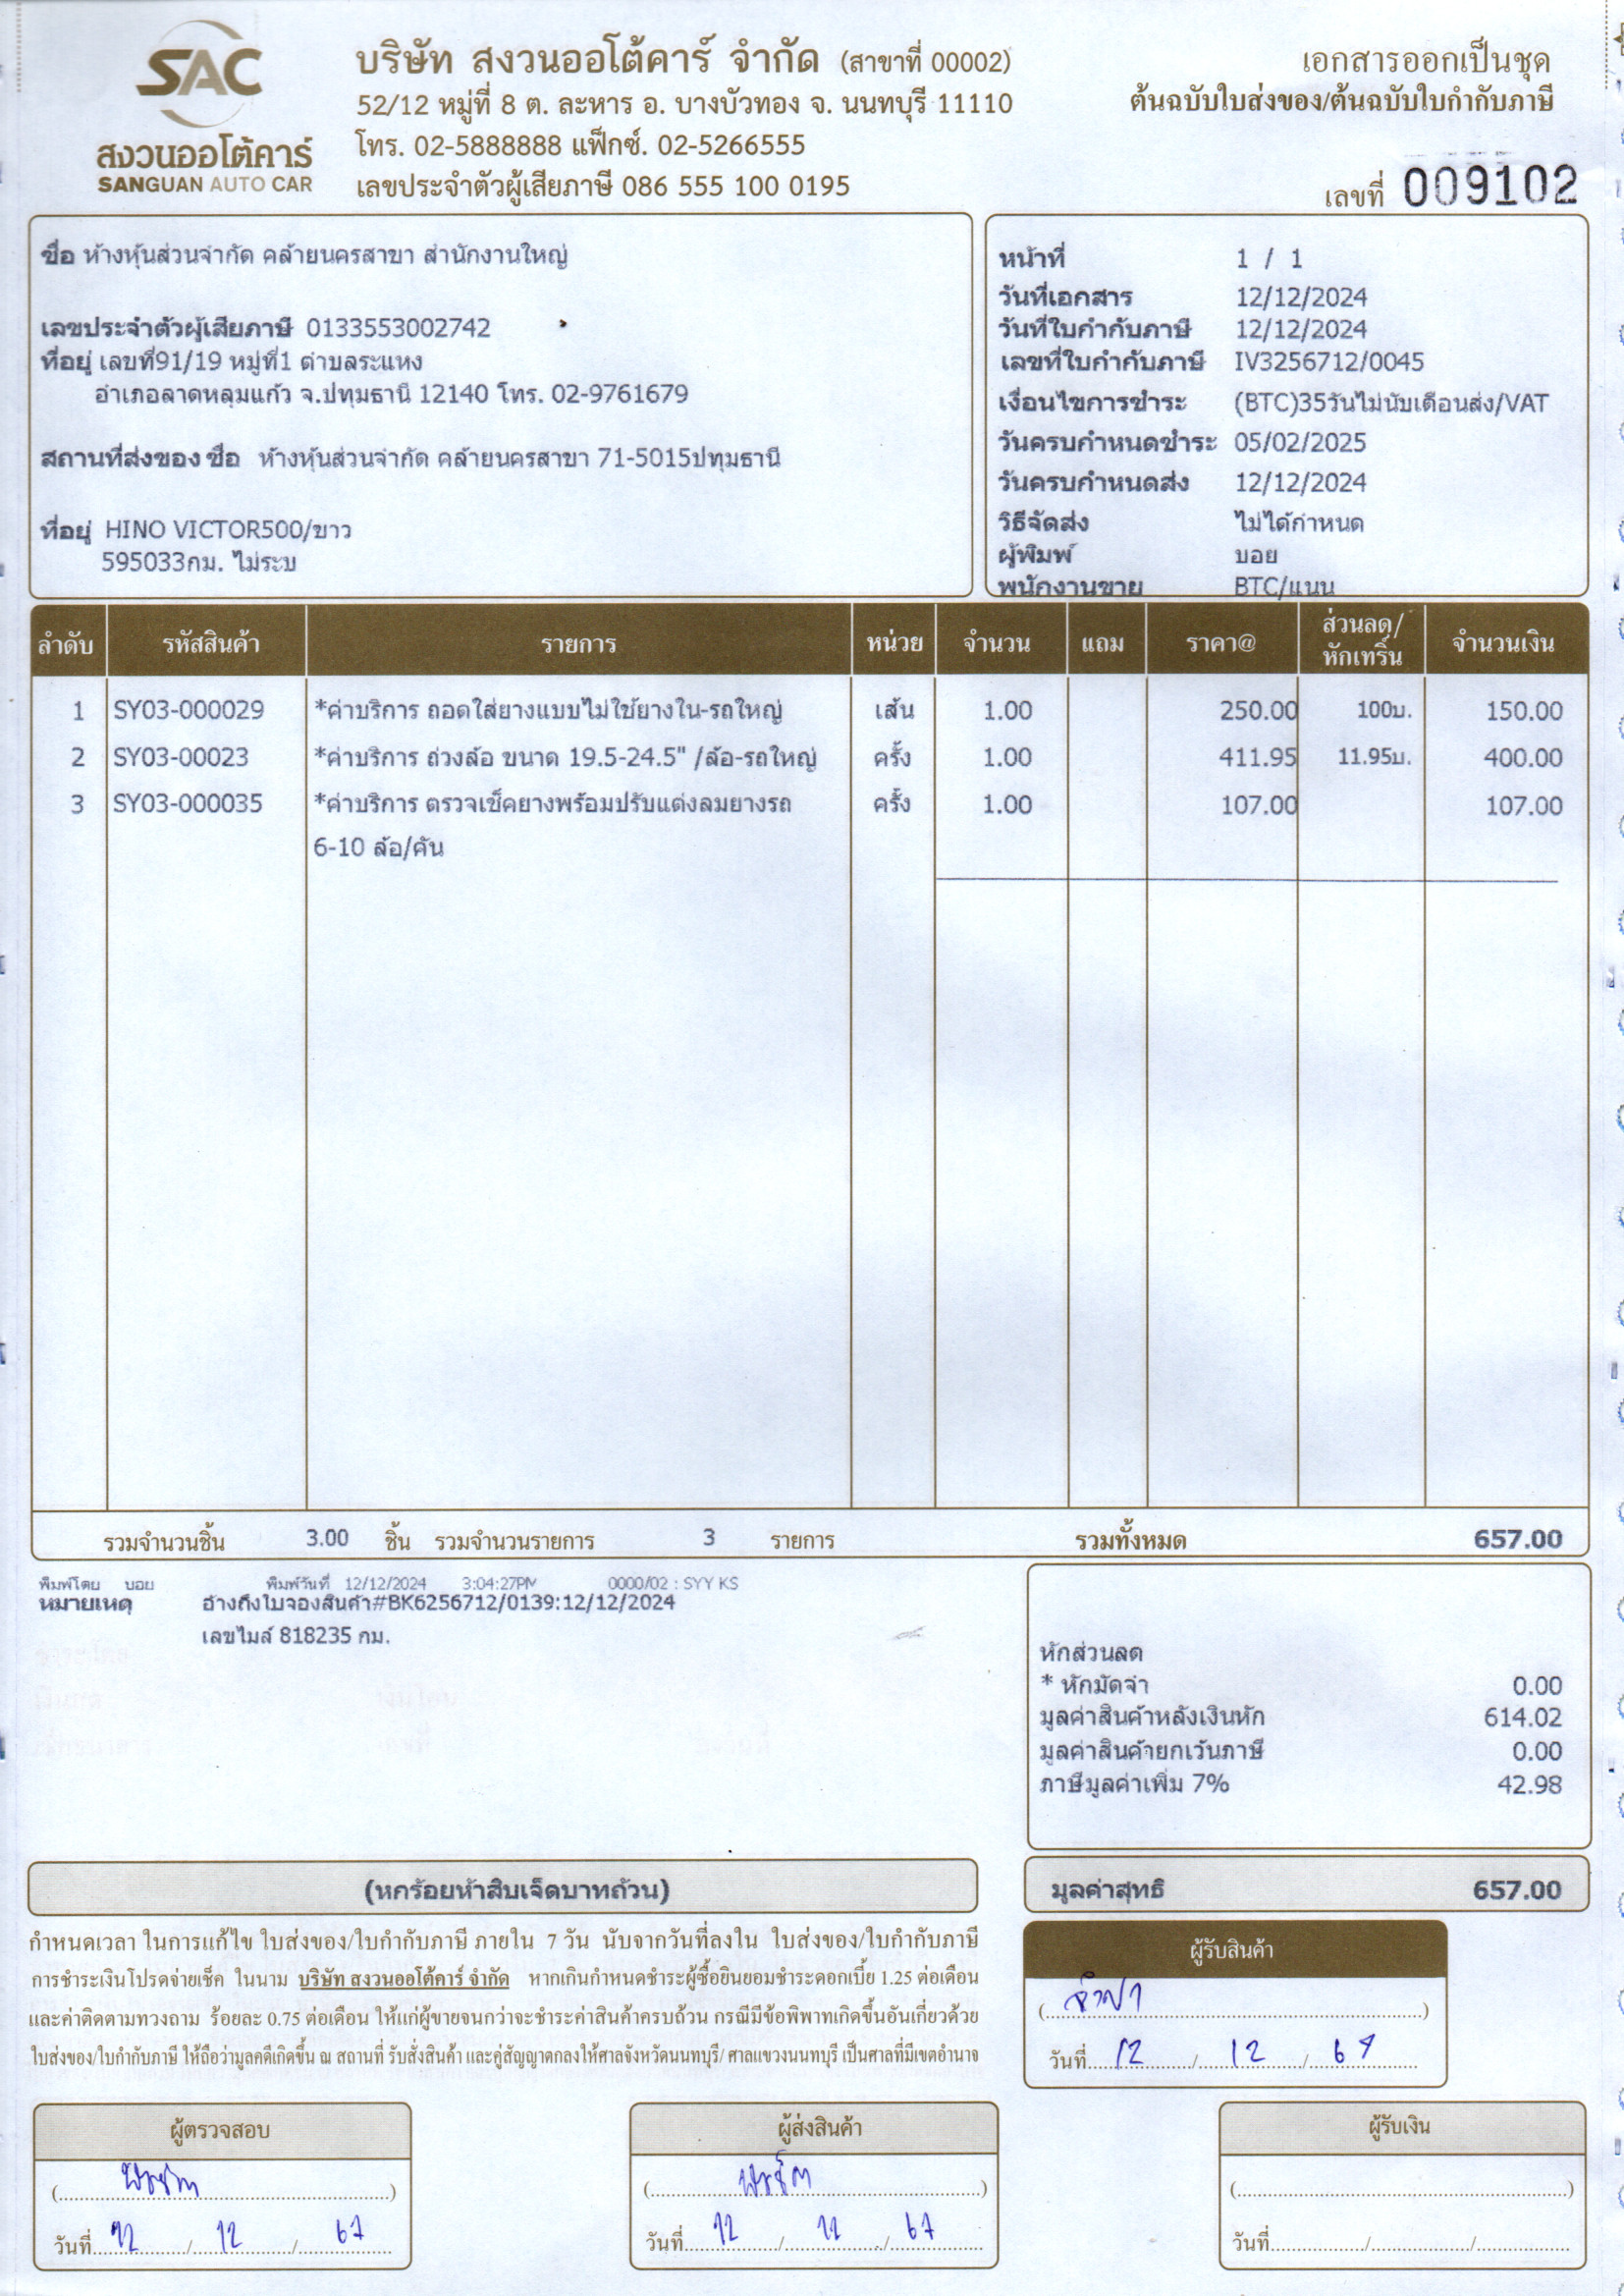 SAC
สงวนออโต้คาร์
SANGUAN AUTO CAR
บริษัท สงวนออโต้คาร์ จำกัด (สาขาที่ 00002)
52/12 หมู่ที่ 8 ต. ละหาร อ. บางบัวทอง จ. นนทบุรี 11110
โทร. 02-5888888 แฟ็กซ์. 02-5266555
เลขประจำตัวผู้เสียภาษี 086 555 100 0195
เอกสารออกเป็นชุด
ต้นฉบับใบส่งของ/ต้นฉบับใบกำกับภาษี
เลขที่ 009102
ชื่อ ห้างหุ้นส่วนจำกัด คล้ายนครสาขา สำนักงานใหญ่
เลขประจำตัวผู้เสียภาษี 0133553002742
ที่อยู่ เลขที่91/19 หมู่ที่1 ตำบลระแหง
อำเภอลาดหลุมแก้ว จ.ปทุมธานี 12140 โทร. 02-9761679
สถานที่ส่งของ ชื่อ ห้างหุ้นส่วนจำกัด คล้ายนครสาขา 71-5015ปทุมธานี
ที่อยู่ HINO VICTOR500/ขาว
595033กม. ไม่ระบ
หน้าที่ 1 / 1
วันที่เอกสาร 12/12/2024
วันที่ใบกำกับภาษี 12/12/2024
เลขที่ใบกำกับภาษี IV3256712/0045
เงื่อนไขการชำระ (BTC)35วันไม่นับเดือนส่ง/VAT
วันครบกำหนดชำระ 05/02/2025
วันครบกำหนดส่ง 12/12/2024
วิธีจัดส่ง ไม่ได้กำหนด
ผู้พิมพ์ บอย
พนักงานขาย BTC/แนน
ลำดับ รหัสสินค้า รายการ หน่วย จำนวน แถม ราคา@ ส่วนลด/หักเทริ์น จำนวนเงิน
1 SY03-000029 *ค่าบริการ ถอดใส่ยางแบบไม่ใช้ยางใน-รถใหญ่ เส้น 1.00 250.00 100บ. 150.00
2 SY03-00023 *ค่าบริการ ถ่วงล้อ ขนาด 19.5-24.5" /ล้อ-รถใหญ่ ครั้ง 1.00 411.95 11.95บ. 400.00
3 SY03-000035 *ค่าบริการ ตรวจเช็คยางพร้อมปรับแต่งลมยางรถ ครั้ง 1.00 107.00 107.00
6-10 ล้อ/คัน
รวมจำนวนชิ้น 3.00 ชิ้น รวมจำนวนรายการ 3 รายการ รวมทั้งหมด 657.00
พิมพ์โดย บอย พิมพ์วันที่ 12/12/2024 3:04:27PM 0000/02 : SYY KS
หมายเหตุ อ้างถึงใบจองสินค้า#BK6256712/0139:12/12/2024
เลขไมล์ 818235 กม.
หักส่วนลด
* หักมัดจำ 0.00
มูลค่าสินค้าหลังเงินหัก 614.02
มูลค่าสินค้ายกเว้นภาษี 0.00
ภาษีมูลค่าเพิ่ม 7% 42.98
(หกร้อยห้าสิบเจ็ดบาทถ้วน)
มูลค่าสุทธิ 657.00
กำหนดเวลา ในการแก้ไข ใบส่งของ/ใบกำกับภาษี ภายใน 7 วัน นับจากวันที่ลงใน ใบส่งของ/ใบกำกับภาษี
การชำระเงินโปรดจ่ายเช็ค ในนาม บริษัท สงวนออโต้คาร์ จำกัด หากเกินกำหนดชำระผู้ซื้อยินยอมชำระดอกเบี้ย 1.25 ต่อเดือน
และค่าติดตามทวงถาม ร้อยละ 0.75 ต่อเดือน ให้แก่ผู้ขายจนกว่าจะชำระค่าสินค้าครบถ้วน กรณีมีข้อพิพาทเกิดขึ้นอันเกี่ยวด้วย
ใบส่งของ/ใบกำกับภาษี ให้ถือว่ามูลคดีเกิดขึ้น ณ สถานที่ รับสั่งสินค้า และคู่สัญญาตกลงให้ศาลจังหวัดนนทบุรี/ ศาลแขวงนนทบุรี เป็นศาลที่มีเขตอำนาจ
ผู้รับสินค้า
วันที่ 12 / 12 / 67
ผู้ตรวจสอบ
วันที่ 12 / 12 / 67
ผู้ส่งสินค้า
วันที่ 12 / 12 / 67
ผู้รับเงิน
วันที่ / /